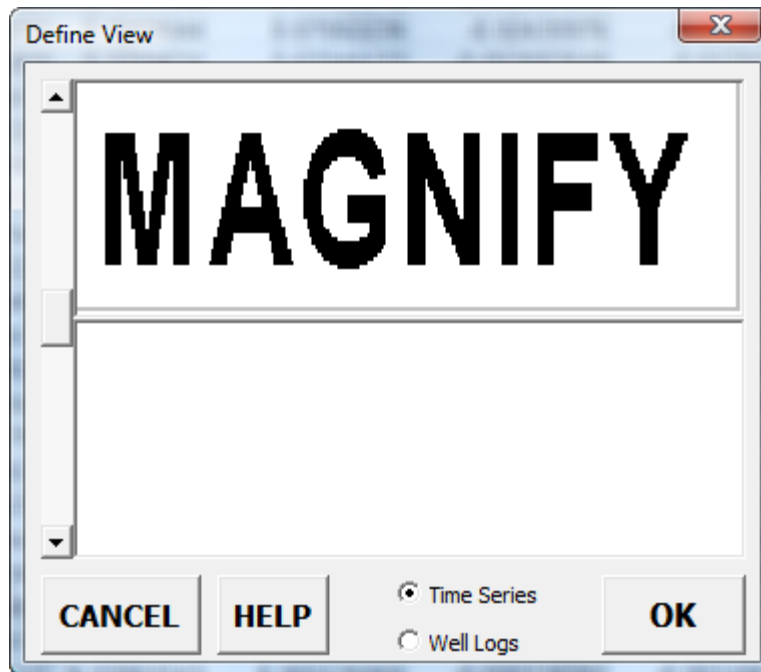 Define View
MAGNIFY
CANCEL
HELP
Time Series
Well Logs
OK